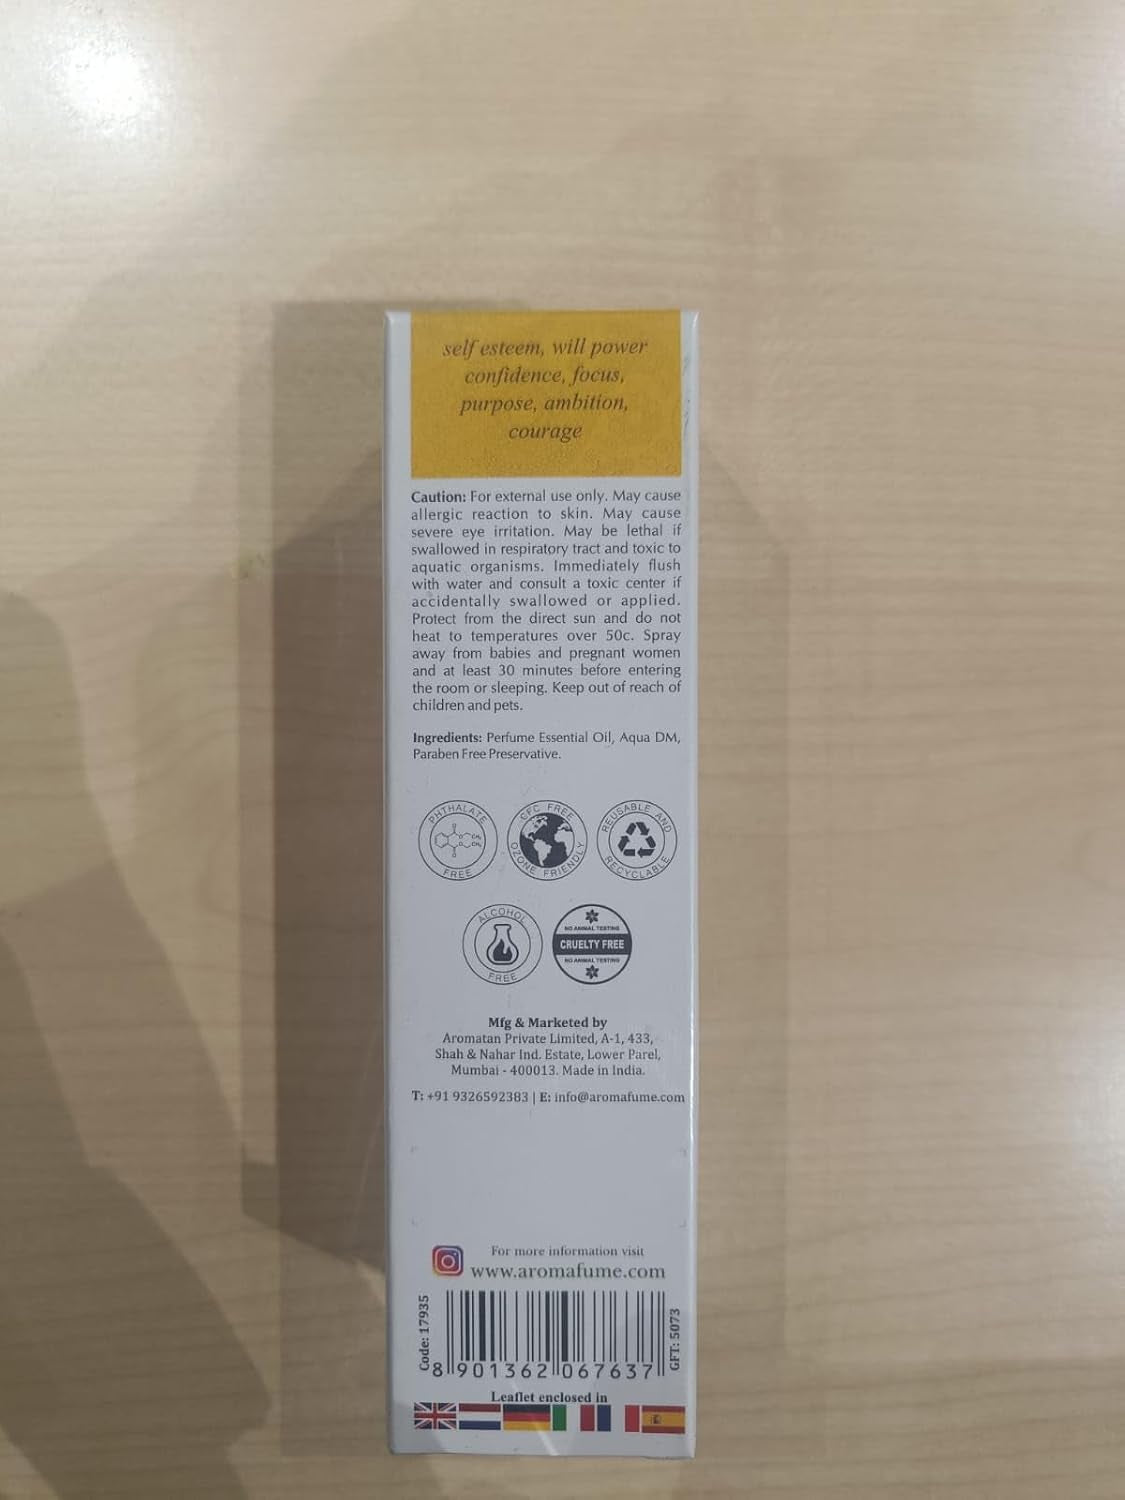 self esteem, will power
confidence, focus,
purpose, ambition,
courage
Caution: For external use only. May cause
allergic reaction to skin. May cause
severe eye irritation. May be lethal if
swallowed in respiratory tract and toxic to
aquatic organisms. Immediately flush
with water and consult a toxic center if
accidentally swallowed or applied.
Protect from the direct sun and do not
heat to temperatures over 50c. Spray
away from babies and pregnant women
and at least 30 minutes before entering
the room or sleeping. Keep out of reach of
children and pets.
Ingredients: Perfume Essential Oil, Aqua DM,
Paraben Free Preservative.
PHTHALATE
FREE
CFC FREE
OZONE FRIENDLY
REUSABLE AND
RECYCLABLE
ALCOHOL
FREE
NO ANIMAL TESTING
CRUELTY FREE
NO ANIMAL TESTING
Mfg & Marketed by
Aromatan Private Limited, A-1, 433,
Shah & Nahar Ind. Estate, Lower Parel,
Mumbai - 400013. Made in India.
T: +91 9326592383 | E: info@aromafume.com
For more information visit
www.aromafume.com
Code: 17935
GFT: 5073
8 901362 067637
Leaflet enclosed in